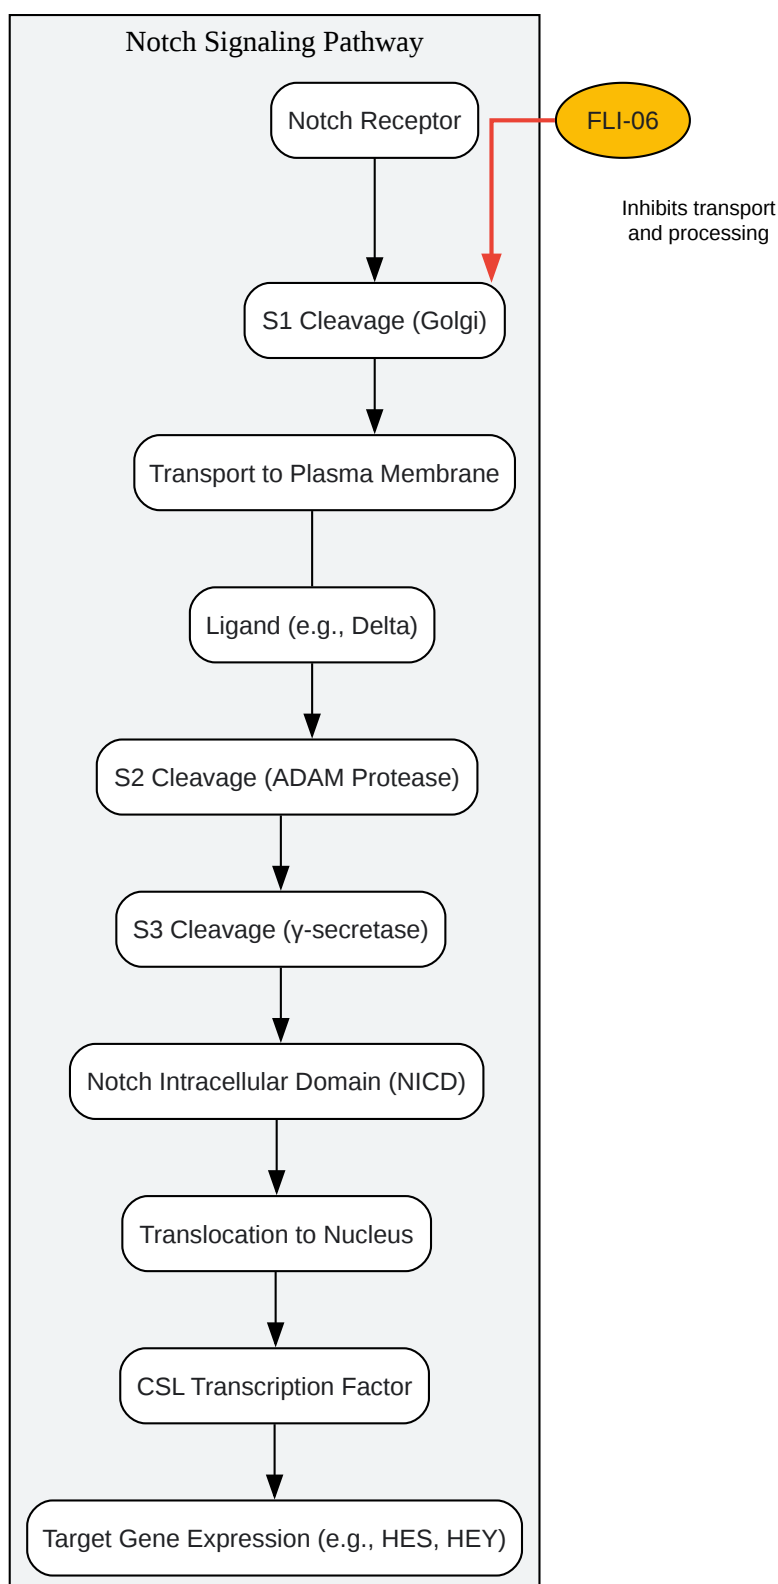 Notch Signaling Pathway
Notch Receptor
FLI-06
Inhibits transport
and processing
S1 Cleavage (Golgi)
Transport to Plasma Membrane
Ligand (e.g., Delta)
S2 Cleavage (ADAM Protease)
S3 Cleavage (γ-secretase)
Notch Intracellular Domain (NICD)
Translocation to Nucleus
CSL Transcription Factor
Target Gene Expression (e.g., HES, HEY)